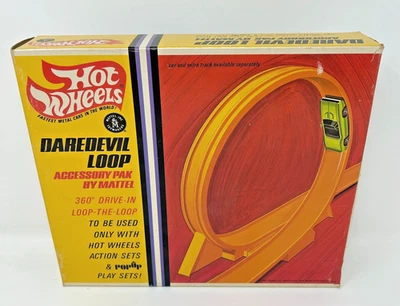 DAREDEVIL LOOP
Hot
Wheels
FASTEST METAL CARS IN THE WORLD!
car and extra track available separately
DAREDEVIL
LOOP
ACCESSORY PAK
BY MATTEL
360° DRIVE-IN
LOOP-THE-LOOP
TO BE USED
ONLY WITH
HOT WHEELS
ACTION SETS
& POPUP
PLAY SETS!